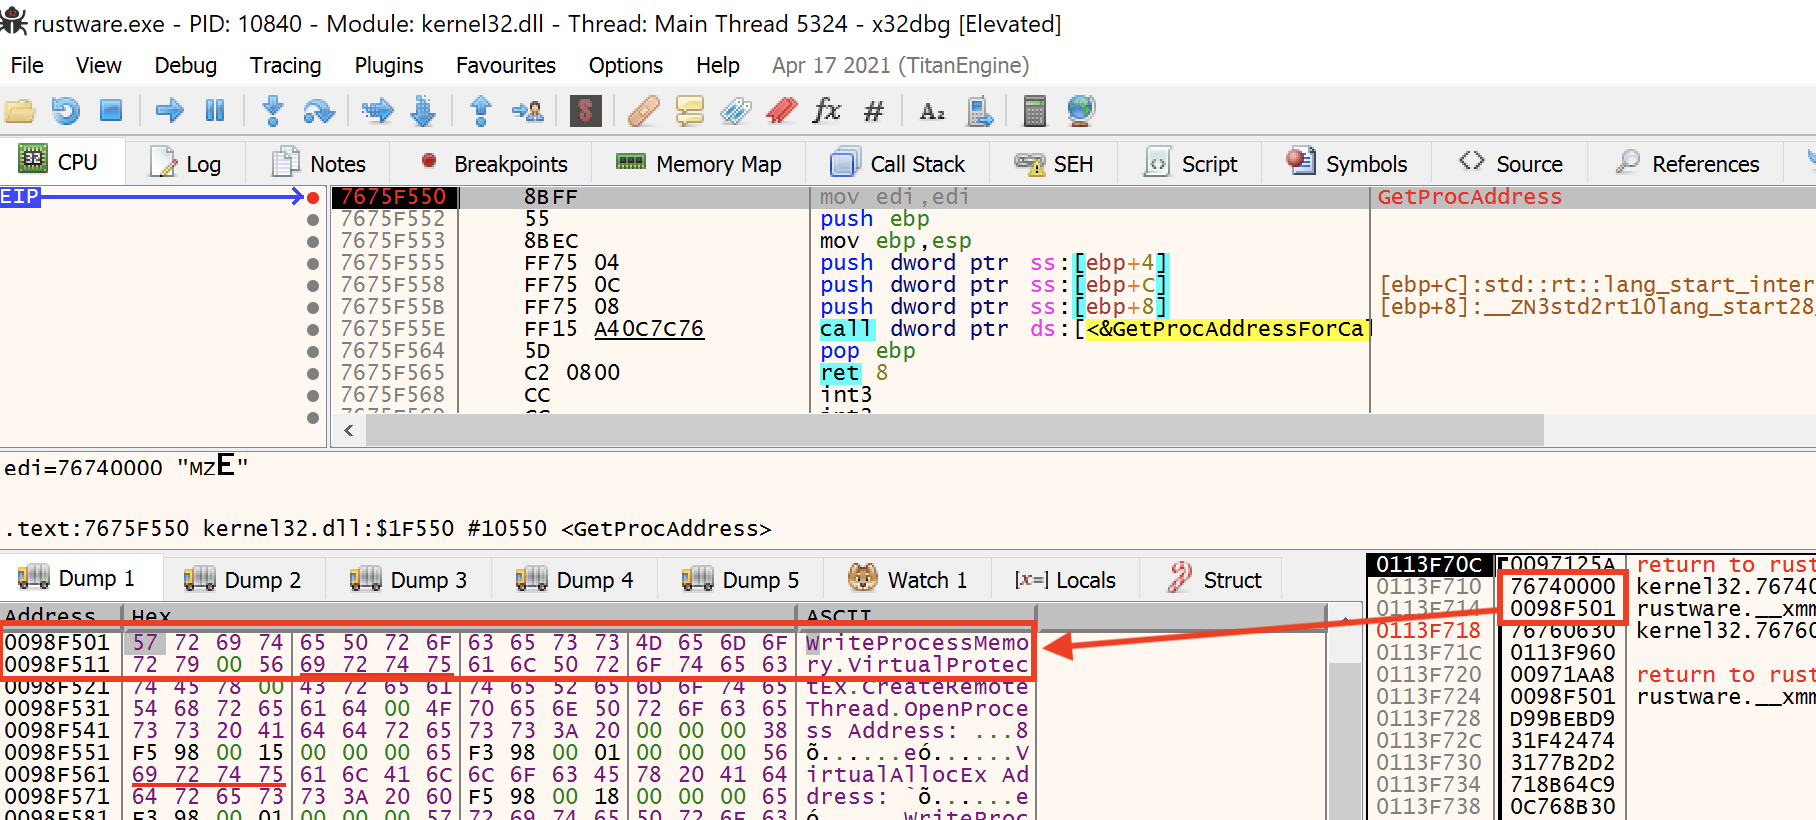 rustware.exe - PID: 10840 - Module: kernel32.dll - Thread: Main Thread 5324 - x32dbg [Elevated]
File View Debug Tracing Plugins Favourites Options Help Apr 17 2021 (TitanEngine)
CPU Log Notes Breakpoints Memory Map Call Stack SEH Script Symbols Source References
EIP 7675F550 8BFF mov edi,edi GetProcAddress
7675F552 55 push ebp
7675F553 8BEC mov ebp,esp
7675F555 FF75 04 push dword ptr ss:[ebp+4]
7675F558 FF75 0C push dword ptr ss:[ebp+C] [ebp+C]:std::rt::lang_start_inter
7675F55B FF75 08 push dword ptr ss:[ebp+8] [ebp+8]:__ZN3std2rt10lang_start28
7675F55E FF15 A40C7C76 call dword ptr ds:[<&GetProcAddressForCal
7675F564 5D pop ebp
7675F565 C2 0800 ret 8
7675F568 CC int3
7675F569 CC int3
edi=76740000 "MZE"
.text:7675F550 kernel32.dll:$1F550 #10550 <GetProcAddress>
Dump 1 Dump 2 Dump 3 Dump 4 Dump 5 Watch 1 [x=] Locals Struct
Address Hex ASCII
0098F501 57 72 69 74 65 50 72 6F 63 65 73 73 4D 65 6D 6F WriteProcessMemo
0098F511 72 79 00 56 69 72 74 75 61 6C 50 72 6F 74 65 63 ry.VirtualProtec
0098F521 74 45 78 00 43 72 65 61 74 65 52 65 6D 6F 74 65 tEx.CreateRemote
0098F531 54 68 72 65 61 64 00 4F 70 65 6E 50 72 6F 63 65 Thread.OpenProce
0098F541 73 73 20 41 64 64 72 65 73 73 3A 20 00 00 00 38 ss Address: ...8
0098F551 F5 98 00 15 00 00 00 65 F3 98 00 01 00 00 00 56 õ......eó......V
0098F561 69 72 74 75 61 6C 41 6C 6C 6F 63 45 78 20 41 64 irtualAllocEx Ad
0098F571 64 72 65 73 73 3A 20 60 F5 98 00 18 00 00 00 65 dress: `õ......e
0098F581 F3 98 00 01 00 00 00 57 72 69 74 65 50 72 6F 63 ó......WriteProc
0113F70C 0097125A return to rust
0113F710 76740000 kernel32.76740
0113F714 0098F501 rustware.__xmm
0113F718 76760630 kernel32.76760
0113F71C 0113F960
0113F720 00971AA8 return to rust
0113F724 0098F501 rustware.__xmm
0113F728 D99BEBD9
0113F72C 31F42474
0113F730 3177B2D2
0113F734 718B64C9
0113F738 0C768B30